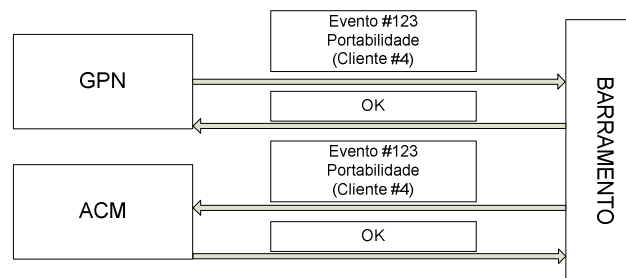 GPN
Evento #123
Portabilidade
(Cliente #4)
OK
ACM
Evento #123
Portabilidade
(Cliente #4)
OK
BARRAMENTO